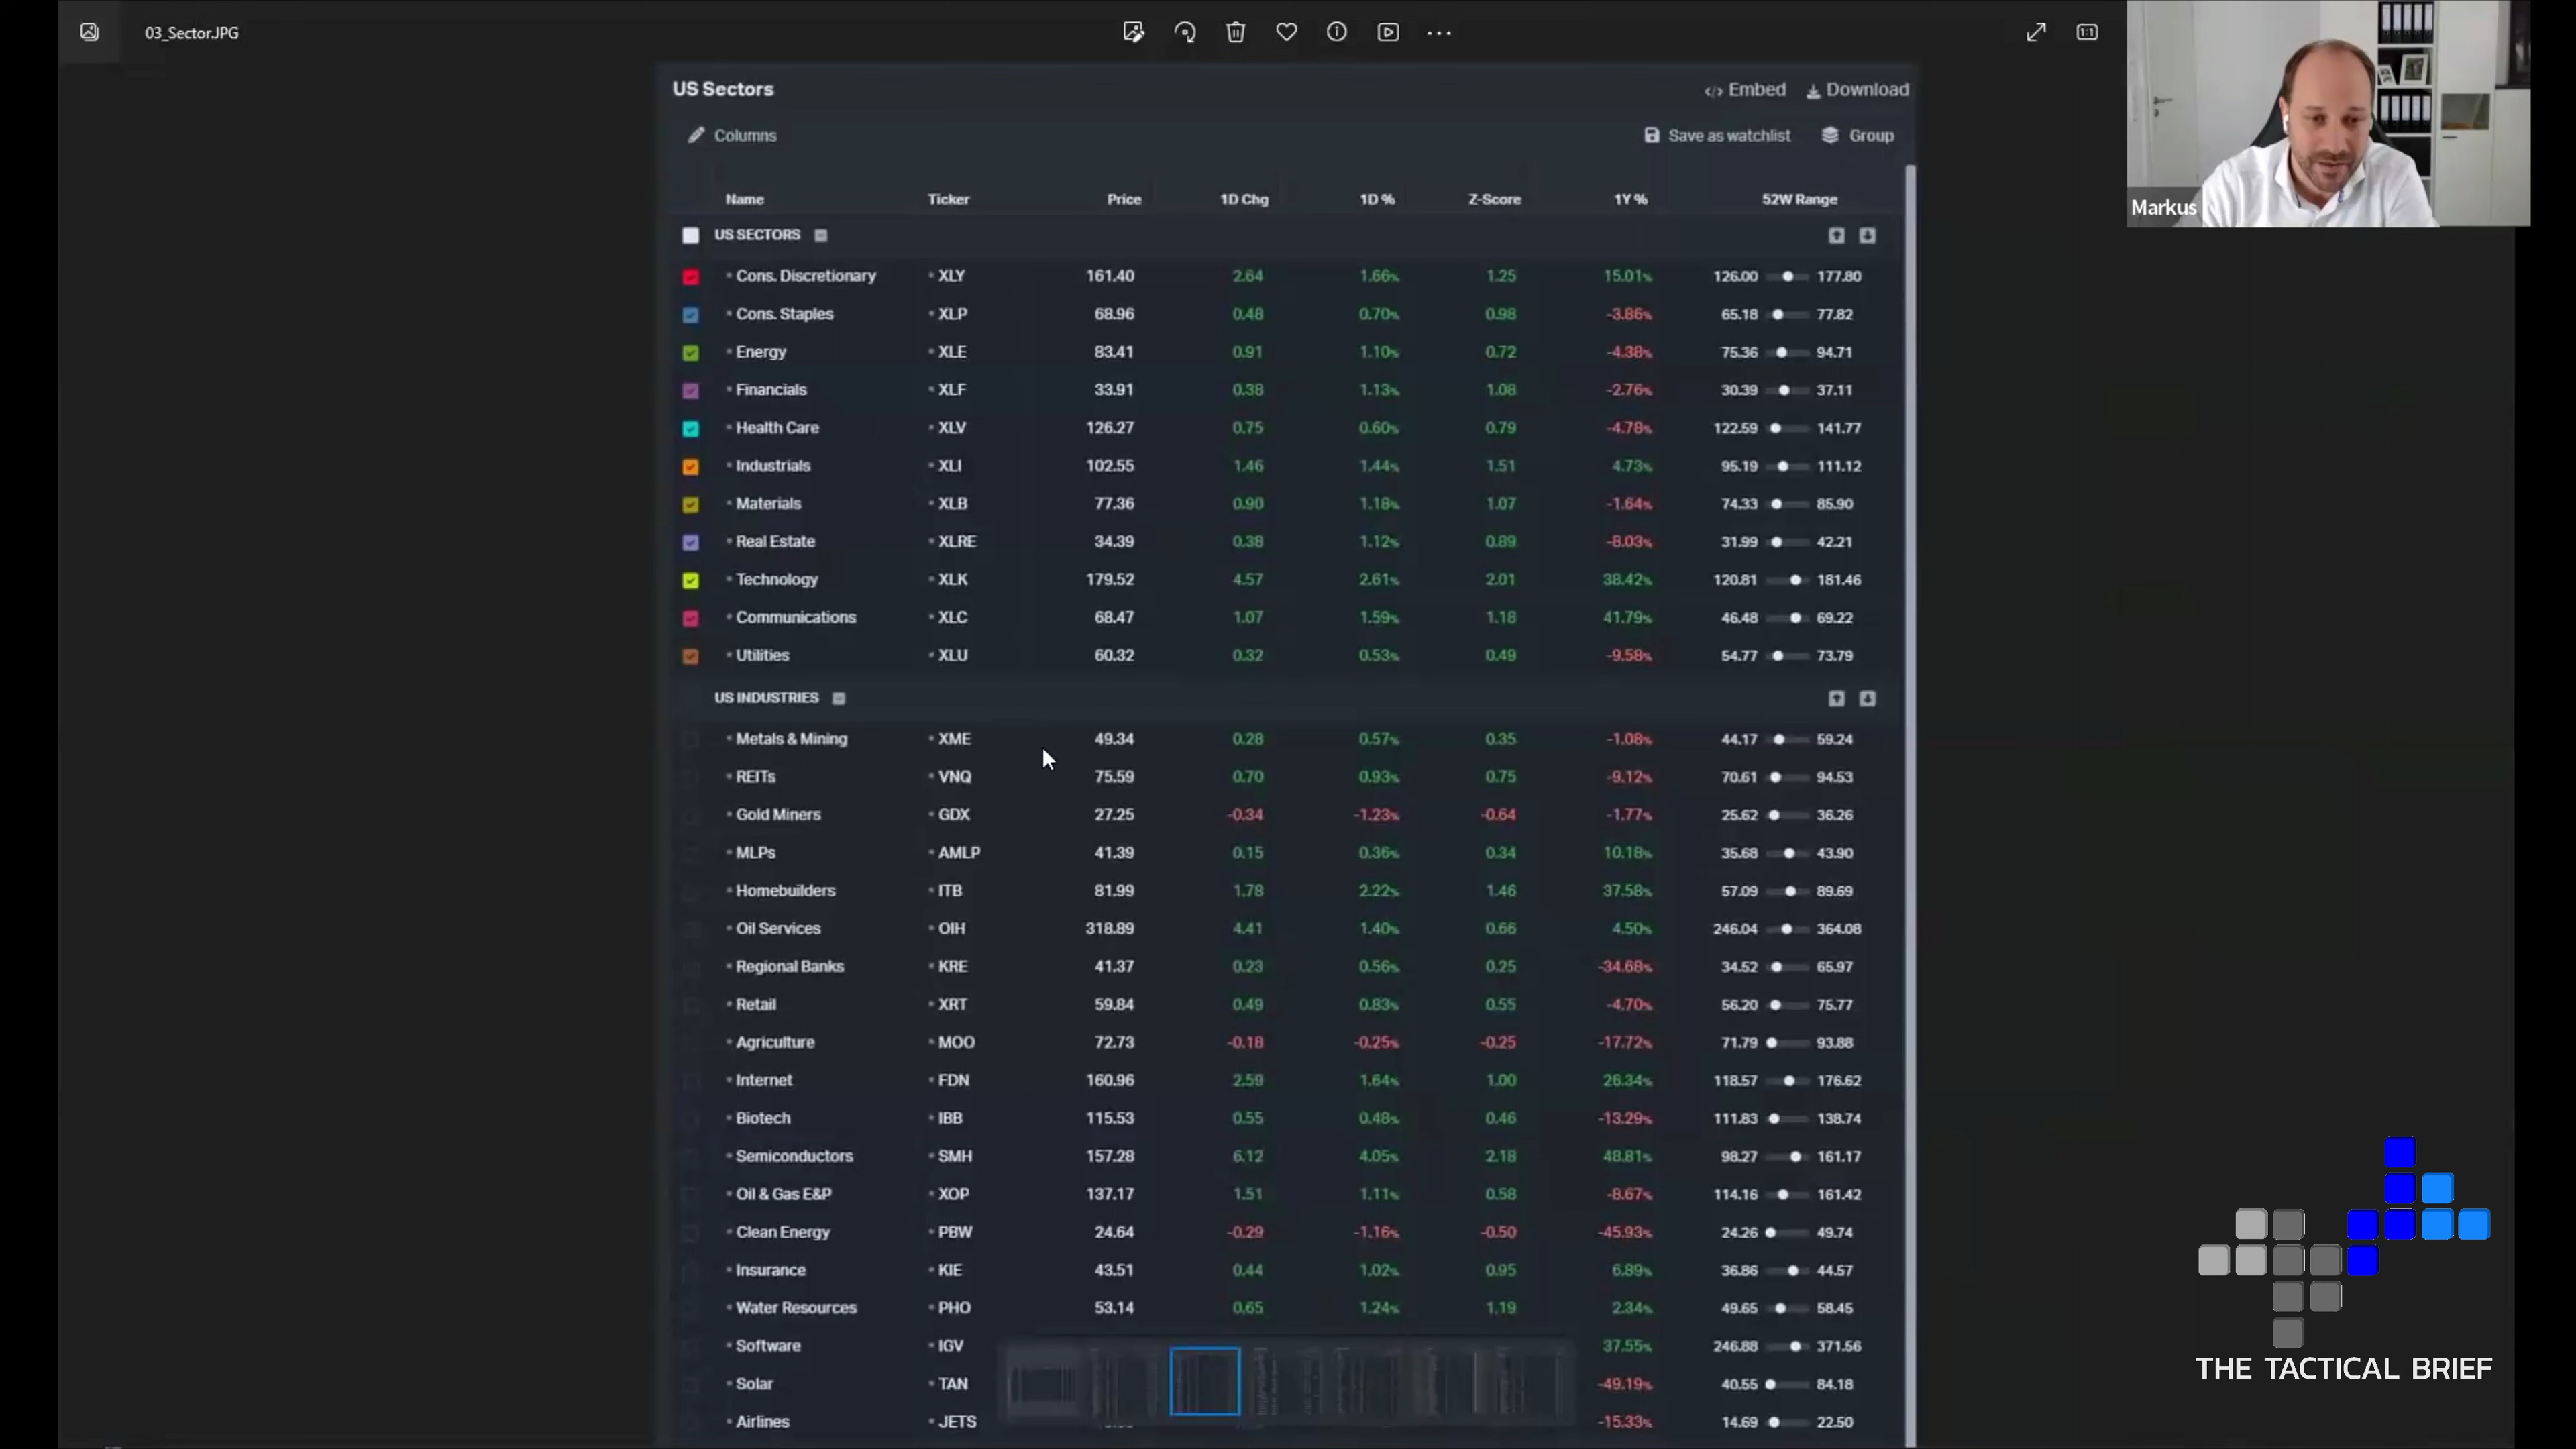 03_Sector.JPG
1:1
Markus
US Sectors
</> Embed Download
Columns Save as watchlist Group
Name Ticker Price 1D Chg 1D % Z-Score 1Y % 52W Range
US SECTORS
Cons. Discretionary XLY 161.40 2.64 1.66% 1.25 15.01% 126.00 177.80
Cons. Staples XLP 68.96 0.48 0.70% 0.98 -3.86% 65.18 77.82
Energy XLE 83.41 0.91 1.10% 0.72 -4.38% 75.36 94.71
Financials XLF 33.91 0.38 1.13% 1.08 -2.76% 30.39 37.11
Health Care XLV 126.27 0.75 0.60% 0.79 -4.78% 122.59 141.77
Industrials XLI 102.55 1.46 1.44% 1.51 4.73% 95.19 111.12
Materials XLB 77.36 0.90 1.18% 1.07 -1.64% 74.33 85.90
Real Estate XLRE 34.39 0.38 1.12% 0.89 -8.03% 31.99 42.21
Technology XLK 179.52 4.57 2.61% 2.01 38.42% 120.81 181.46
Communications XLC 68.47 1.07 1.59% 1.18 41.79% 46.48 69.22
Utilities XLU 60.32 0.32 0.53% 0.49 -9.58% 54.77 73.79
US INDUSTRIES
Metals & Mining XME 49.34 0.28 0.57% 0.35 -1.08% 44.17 59.24
REITs VNQ 75.59 0.70 0.93% 0.75 -9.12% 70.61 94.53
Gold Miners GDX 27.25 -0.34 -1.23% -0.64 -1.77% 25.62 36.26
MLPs AMLP 41.39 0.15 0.36% 0.34 10.18% 35.68 43.90
Homebuilders ITB 81.99 1.78 2.22% 1.46 37.58% 57.09 89.69
Oil Services OIH 318.89 4.41 1.40% 0.66 4.50% 246.04 364.08
Regional Banks KRE 41.37 0.23 0.56% 0.25 -34.68% 34.52 65.97
Retail XRT 59.84 0.49 0.83% 0.55 -4.70% 56.20 75.77
Agriculture MOO 72.73 -0.18 -0.25% -0.25 -17.72% 71.79 93.88
Internet FDN 160.96 2.59 1.64% 1.00 26.34% 118.57 176.62
Biotech IBB 115.53 0.55 0.48% 0.46 -13.29% 111.83 138.74
Semiconductors SMH 157.28 6.12 4.05% 2.18 48.81% 98.27 161.17
Oil & Gas E&P XOP 137.17 1.51 1.11% 0.58 -8.67% 114.16 161.42
Clean Energy PBW 24.64 -0.29 -1.16% -0.50 -45.93% 24.26 49.74
Insurance KIE 43.51 0.44 1.02% 0.95 6.89% 36.86 44.57
Water Resources PHO 53.14 0.65 1.24% 1.19 2.34% 49.65 58.45
Software IGV 37.55% 246.88 371.56
Solar TAN -49.19% 40.55 84.18
Airlines JETS -15.33% 14.69 22.50
THE TACTICAL BRIEF